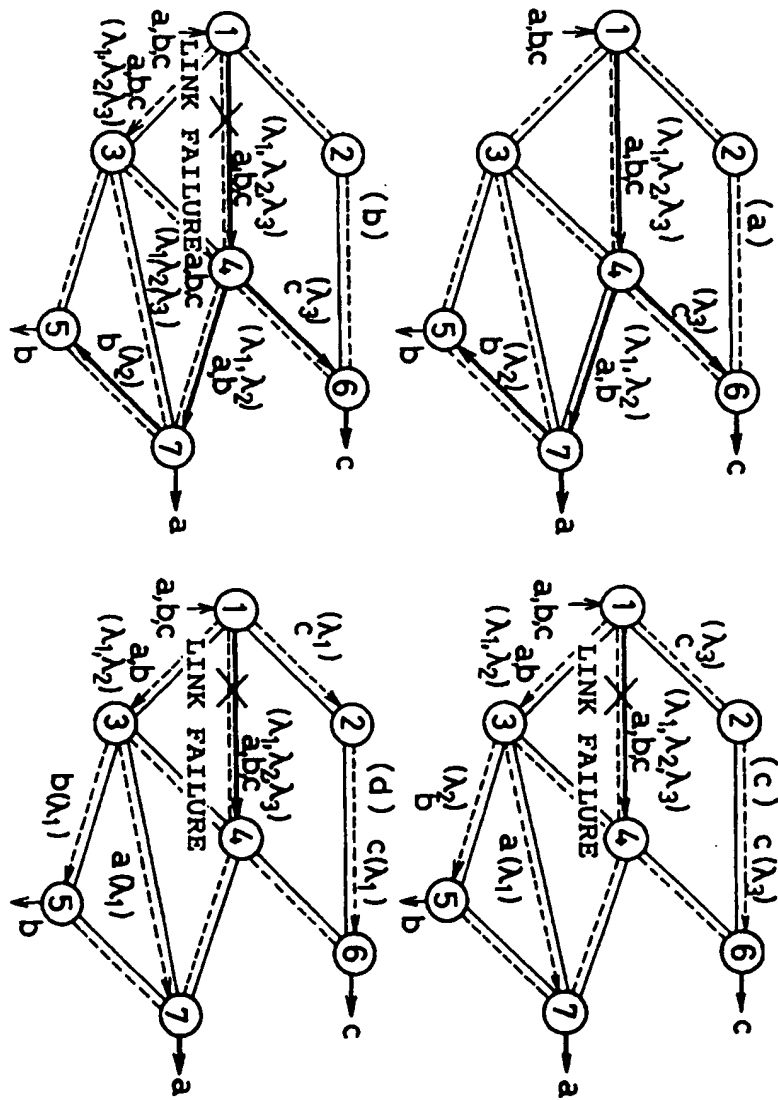 (a)
1
a,b,c
2
(λ₁, λ₂, λ₃)
a,b,c
3
4
(λ₃)
c
(λ₁, λ₂)
a,b
(λ₂)
b
5
b
6
c
7
a
(b)
1
a,b,c
2
(λ₁, λ₂, λ₃)
a,b,c
LINK FAILURE
a,b,c
(λ₁, λ₂, λ₃)
3
4
a,b,c
(λ₁, λ₂, λ₃)
(λ₃)
c
(λ₁, λ₂)
a,b
(λ₂)
b
5
b
6
c
7
a
(c)
1
a,b,c
(λ₃)
c
2
c(λ₃)
(λ₁, λ₂, λ₃)
a,b,c
LINK FAILURE
a,b
(λ₁, λ₂)
3
4
a(λ₁)
(λ₂)
b
5
b
6
c
7
a
(d)
1
a,b,c
(λ₁)
c
2
c(λ₁)
(λ₁, λ₂, λ₃)
a,b,c
LINK FAILURE
a,b
(λ₁, λ₂)
3
4
a(λ₁)
b(λ₁)
5
b
6
c
7
a